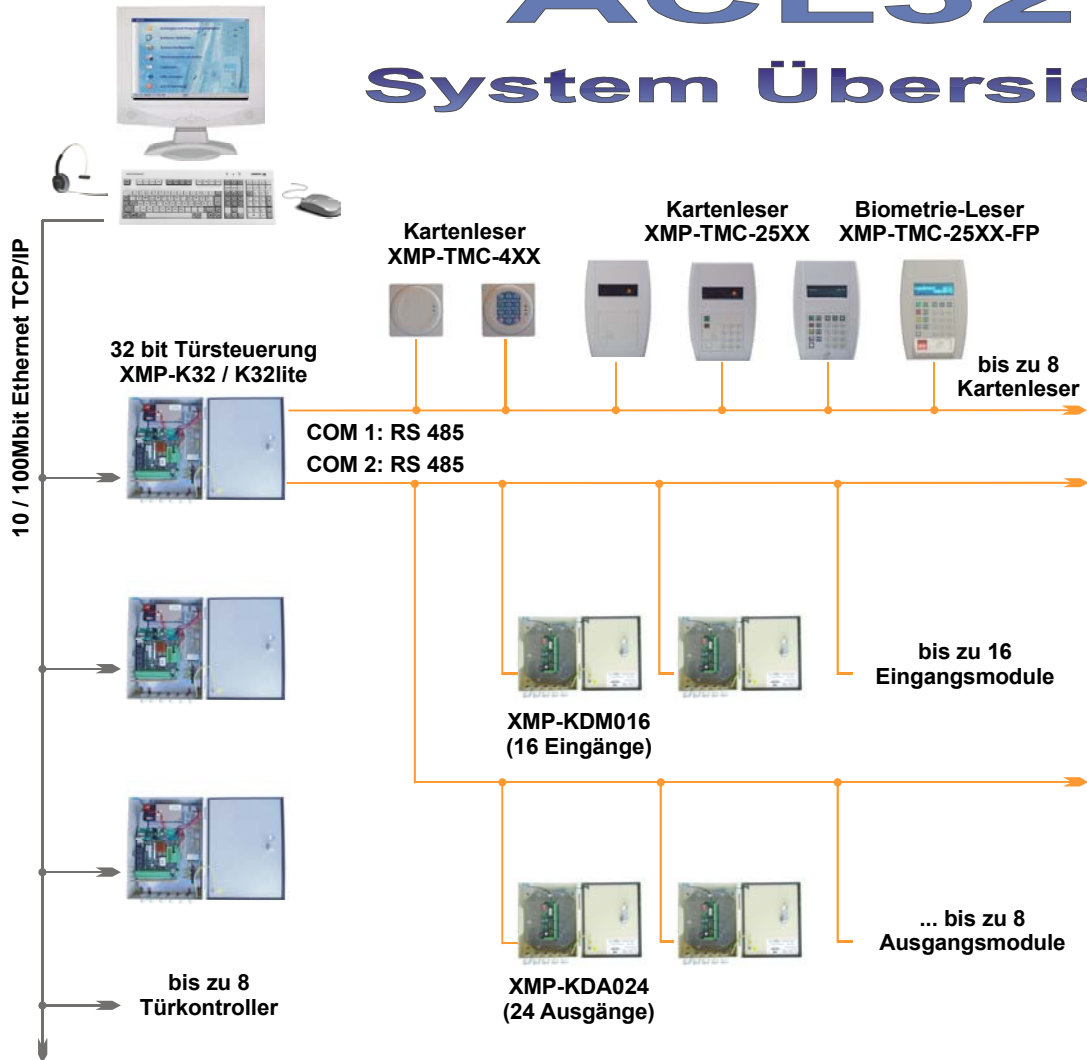 ACE32
System Übersic
10 / 100Mbit Ethernet TCP/IP
Kartenleser
XMP-TMC-4XX
Kartenleser
XMP-TMC-25XX
Biometrie-Leser
XMP-TMC-25XX-FP
32 bit Türsteuerung
XMP-K32 / K32lite
bis zu 8
Kartenleser
COM 1: RS 485
COM 2: RS 485
XMP-KDM016
(16 Eingänge)
bis zu 16
Eingangsmodule
XMP-KDA024
(24 Ausgänge)
... bis zu 8
Ausgangsmodule
bis zu 8
Türkontroller